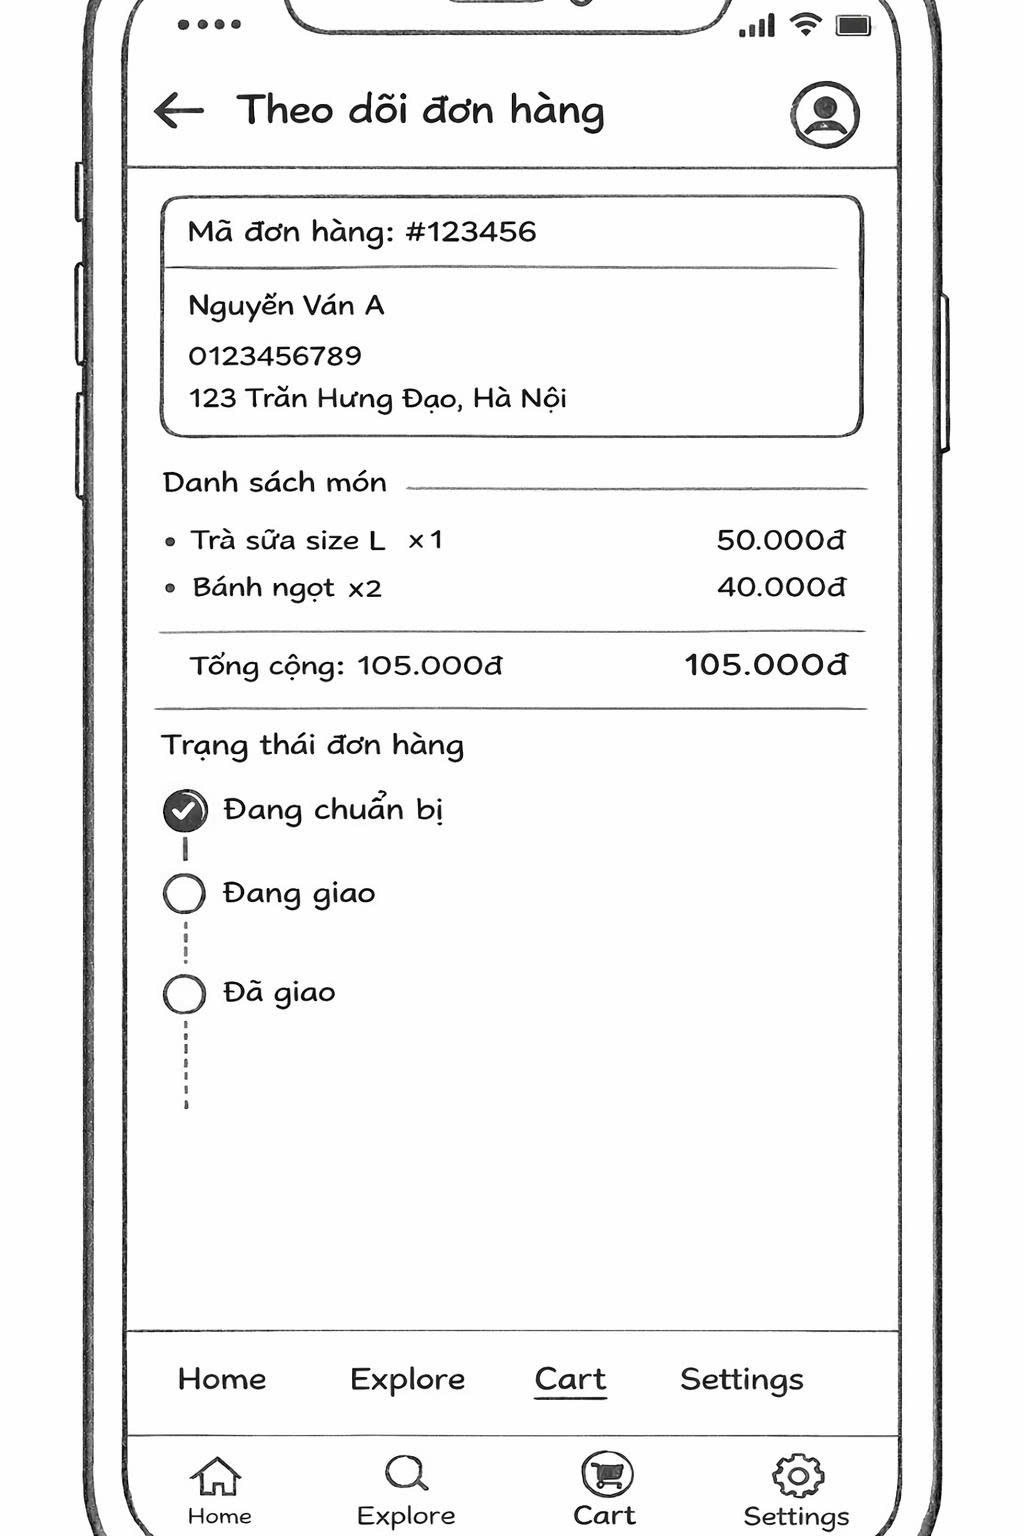 Theo dõi đơn hàng
Mã đơn hàng: #123456
Nguyễn Ván A
0123456789
123 Trăn Hưng Đạo, Hà Nội
Danh sách món
• Trà sữa size L x1 50.000đ
• Bánh ngọt x2 40.000đ
Tổng cộng: 105.000đ 105.000đ
Trạng thái đơn hàng
Đang chuẩn bị
Đang giao
Đã giao
Home Explore Cart Settings
Home Explore Cart Settings